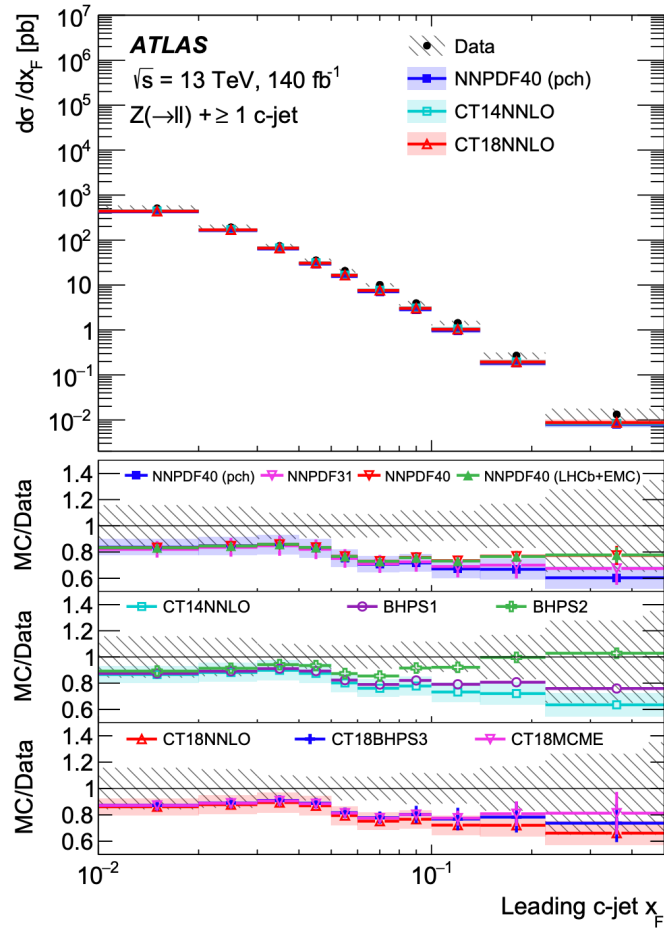 dσ/dx_F [pb]
10^7
10^6
10^5
10^4
10^3
10^2
10
1
10^−1
10^−2
ATLAS
√s = 13 TeV, 140 fb^-1
Z(→ll) + ≥ 1 c-jet
Data
NNPDF40 (pch)
CT14NNLO
CT18NNLO
MC/Data
1.4
1.2
1
0.8
0.6
NNPDF40 (pch) NNPDF31 NNPDF40 NNPDF40 (LHCb+EMC)
MC/Data
1.4
1.2
1
0.8
0.6
CT14NNLO BHPS1 BHPS2
MC/Data
1.4
1.2
1
0.8
0.6
CT18NNLO CT18BHPS3 CT18MCME
10^−2 10^−1
Leading c-jet x_F